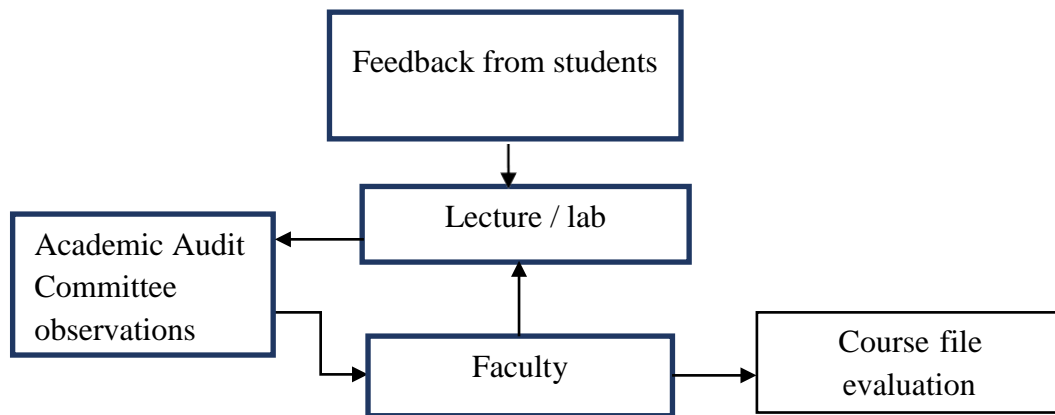 Feedback from students
Lecture / lab
Academic Audit
Committee
observations
Faculty
Course file
evaluation